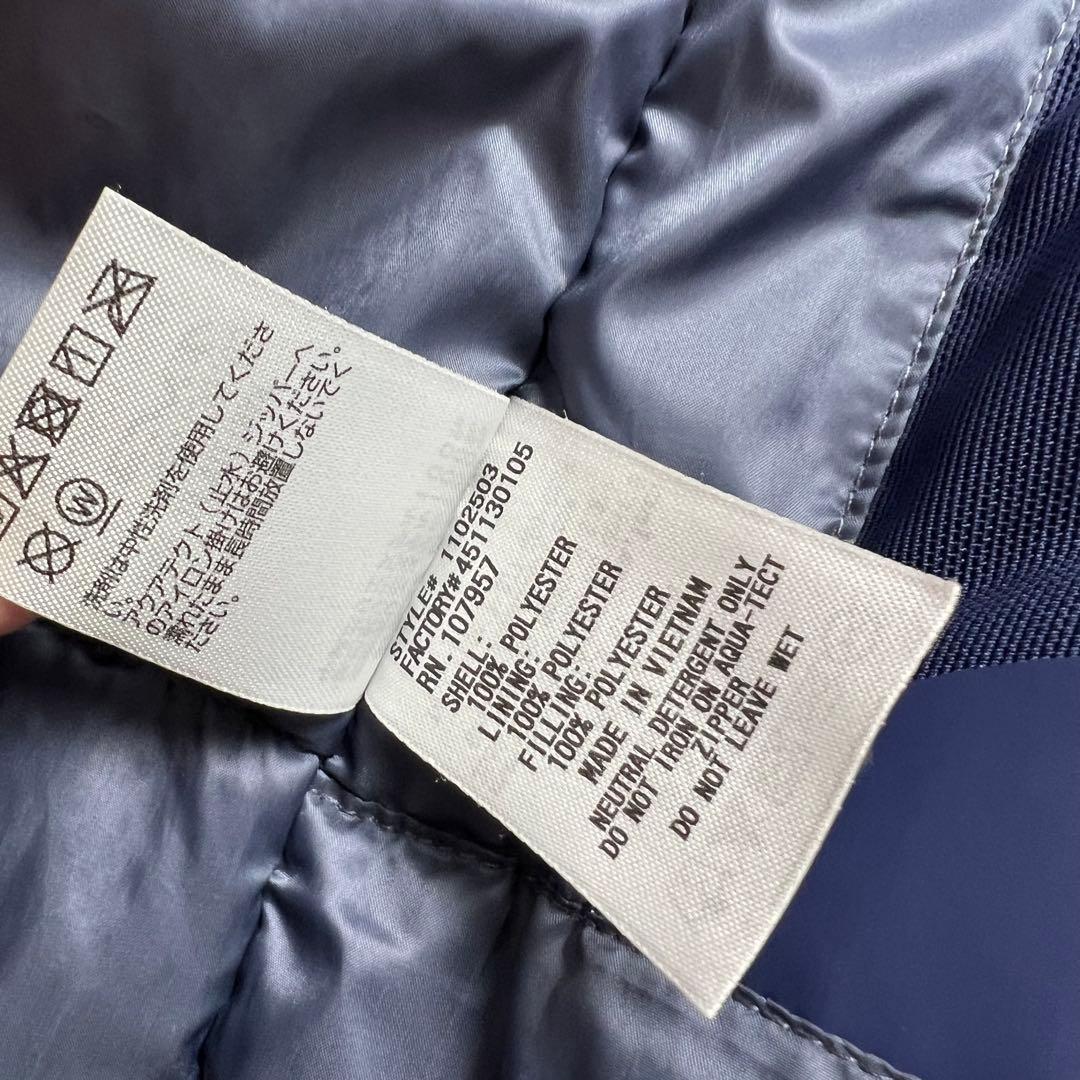 洗剤は中性洗剤を使用してくださ
い。
アクアテクト（止水）ジッパーへ
のアイロン掛けはお避けください。
濡れたまま長時間放置しないでく
ださい。
STYLE# 1102503
FACTORY# 451130105
RN. 107957
SHELL:
100% POLYESTER
LINING:
100% POLYESTER
FILLING:
100% POLYESTER
MADE IN VIETNAM
NEUTRAL DETERGENT ONLY
DO NOT IRON ON AQUA-TECT
ZIPPER
DO NOT LEAVE WET